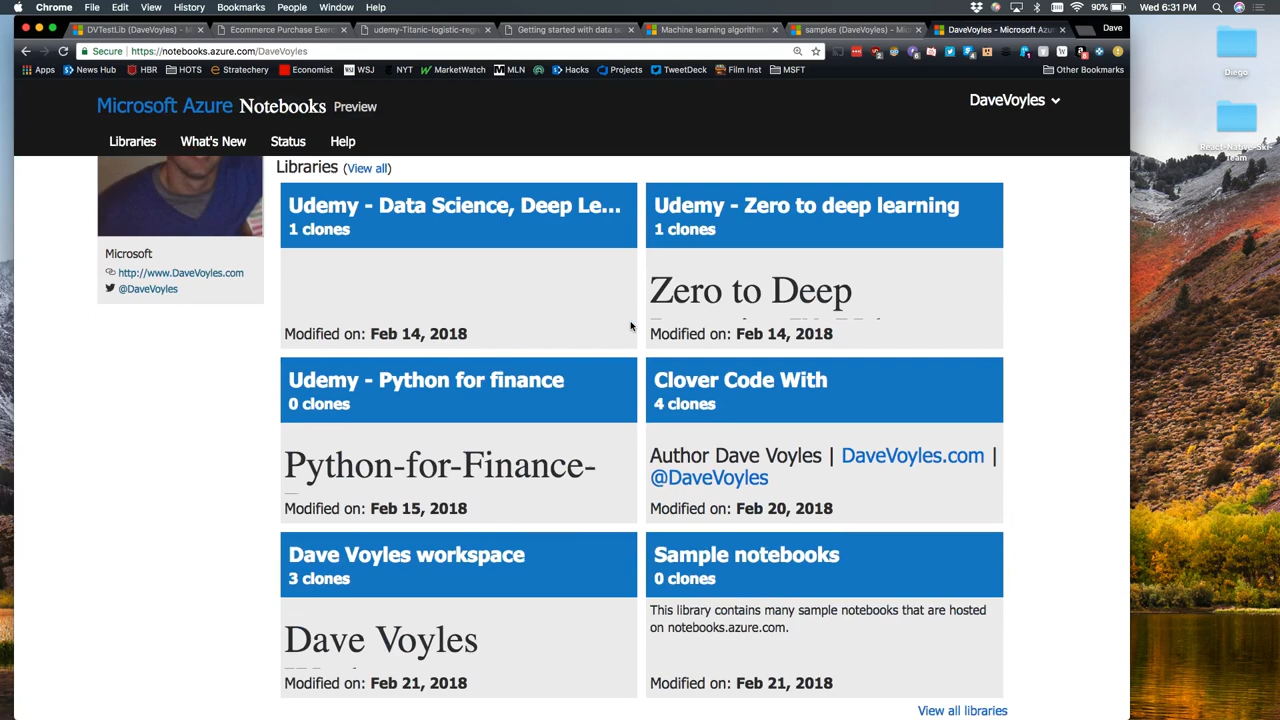 Chrome File Edit View History Bookmarks People Window Help
90% Wed 6:31 PM
DVTestLib (DaveVoyles) - M
Ecommerce Purchase Exerc
udemy-Titanic-logistic-regr
Getting started with data sc
Machine learning algorithm
samples (DaveVoyles) - Mic
DaveVoyles - Microsoft Azu
Dave
Secure https://notebooks.azure.com/DaveVoyles
Apps News Hub HBR HOTS Stratechery Economist WSJ NYT MarketWatch MLN Hacks Projects TweetDeck Film Inst MSFT Other Bookmarks
Microsoft Azure Notebooks Preview
DaveVoyles
Libraries What's New Status Help
Libraries (View all)
Microsoft
http://www.DaveVoyles.com
@DaveVoyles
Udemy - Data Science, Deep Le...
1 clones
Modified on: Feb 14, 2018
Udemy - Zero to deep learning
1 clones
Zero to Deep
Modified on: Feb 14, 2018
Udemy - Python for finance
0 clones
Python-for-Finance-
Modified on: Feb 15, 2018
Clover Code With
4 clones
Author Dave Voyles | DaveVoyles.com |
@DaveVoyles
Modified on: Feb 20, 2018
Dave Voyles workspace
3 clones
Dave Voyles
Modified on: Feb 21, 2018
Sample notebooks
0 clones
This library contains many sample notebooks that are hosted
on notebooks.azure.com.
Modified on: Feb 21, 2018
View all libraries
Diego
React-Native-Ski-
Team